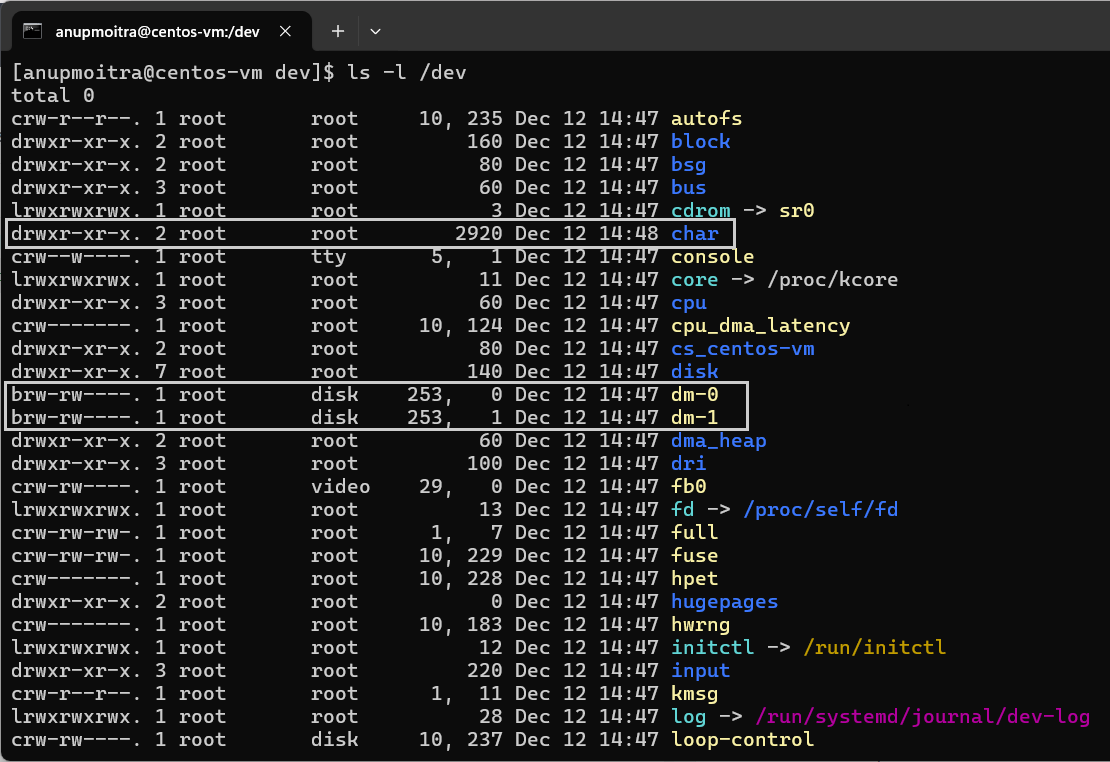 anupmoitra@centos-vm:/dev
[anupmoitra@centos-vm dev]$ ls -l /dev
total 0
crw-r--r--. 1 root       root     10, 235 Dec 12 14:47 autofs
drwxr-xr-x. 2 root       root         160 Dec 12 14:47 block
drwxr-xr-x. 2 root       root          80 Dec 12 14:47 bsg
drwxr-xr-x. 3 root       root          60 Dec 12 14:47 bus
lrwxrwxrwx. 1 root       root           3 Dec 12 14:47 cdrom -> sr0
drwxr-xr-x. 2 root       root        2920 Dec 12 14:48 char
crw--w----. 1 root       tty       5,   1 Dec 12 14:47 console
lrwxrwxrwx. 1 root       root          11 Dec 12 14:47 core -> /proc/kcore
drwxr-xr-x. 3 root       root          60 Dec 12 14:47 cpu
crw-------. 1 root       root     10, 124 Dec 12 14:47 cpu_dma_latency
drwxr-xr-x. 2 root       root          80 Dec 12 14:47 cs_centos-vm
drwxr-xr-x. 7 root       root         140 Dec 12 14:47 disk
brw-rw----. 1 root       disk    253,   0 Dec 12 14:47 dm-0
brw-rw----. 1 root       disk    253,   1 Dec 12 14:47 dm-1
drwxr-xr-x. 2 root       root          60 Dec 12 14:47 dma_heap
drwxr-xr-x. 3 root       root         100 Dec 12 14:47 dri
crw-rw----. 1 root       video    29,   0 Dec 12 14:47 fb0
lrwxrwxrwx. 1 root       root          13 Dec 12 14:47 fd -> /proc/self/fd
crw-rw-rw-. 1 root       root      1,   7 Dec 12 14:47 full
crw-rw-rw-. 1 root       root     10, 229 Dec 12 14:47 fuse
crw-------. 1 root       root     10, 228 Dec 12 14:47 hpet
drwxr-xr-x. 2 root       root           0 Dec 12 14:47 hugepages
crw-------. 1 root       root     10, 183 Dec 12 14:47 hwrng
lrwxrwxrwx. 1 root       root          12 Dec 12 14:47 initctl -> /run/initctl
drwxr-xr-x. 3 root       root         220 Dec 12 14:47 input
crw-r--r--. 1 root       root      1,  11 Dec 12 14:47 kmsg
lrwxrwxrwx. 1 root       root          28 Dec 12 14:47 log -> /run/systemd/journal/dev-log
crw-rw----. 1 root       disk     10, 237 Dec 12 14:47 loop-control